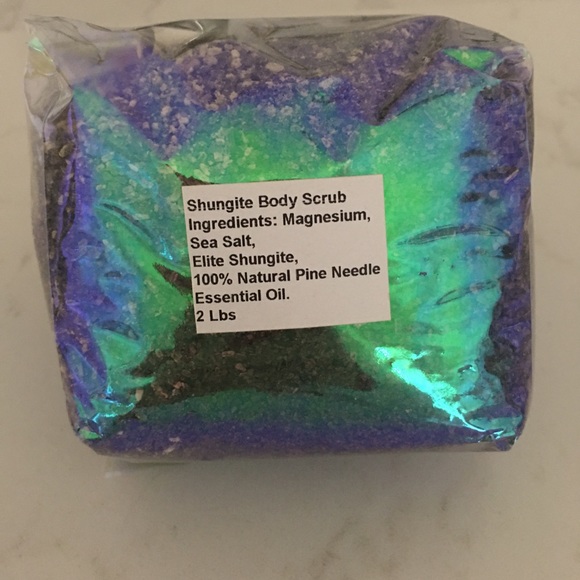 Shungite Body Scrub
Ingredients: Magnesium,
Sea Salt,
Elite Shungite,
100% Natural Pine Needle
Essential Oil.
2 Lbs